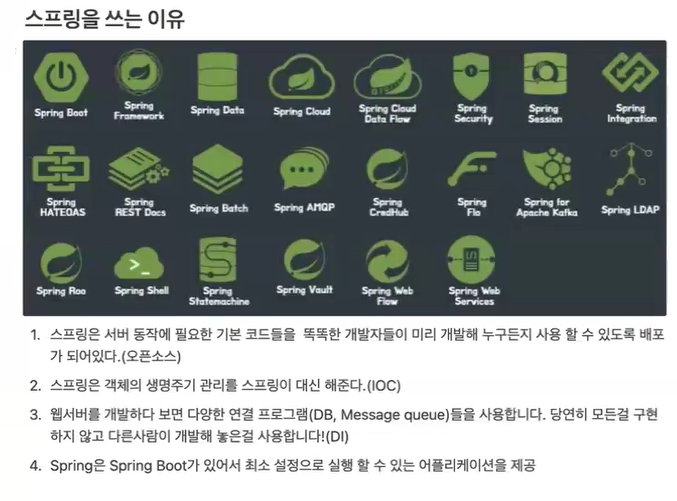 스프링을 쓰는 이유
Spring Boot
Spring
Framework
Spring Data
Spring Cloud
Spring Cloud
Data Flow
Spring
Security
Spring
Session
Spring
Integration
Spring
HATEOAS
Spring
REST Docs
Spring Batch
Spring AMQP
Spring
CredHub
Spring
Flo
Spring for
Apache Kafka
Spring LDAP
Spring Roo
Spring Shell
Spring
Statemachine
Spring Vault
Spring Web
Flow
Spring Web
Services
1. 스프링은 서버 동작에 필요한 기본 코드들을 똑똑한 개발자들이 미리 개발해 누구든지 사용 할 수 있도록 배포
가 되어있다.(오픈소스)
2. 스프링은 객체의 생명주기 관리를 스프링이 대신 해준다.(IOC)
3. 웹서버를 개발하다 보면 다양한 연결 프로그램(DB, Message queue)들을 사용합니다. 당연히 모든걸 구현
하지 않고 다른사람이 개발해 놓은걸 사용합니다!(DI)
4. Spring은 Spring Boot가 있어서 최소 설정으로 실행 할 수 있는 어플리케이션을 제공